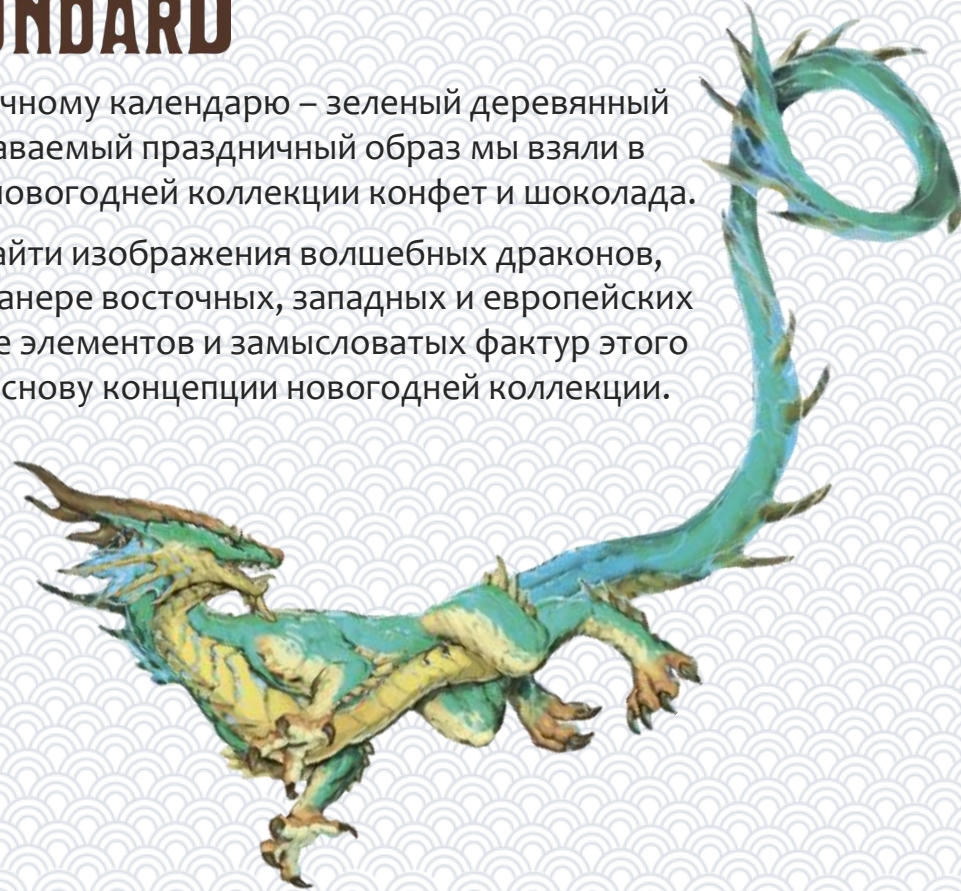 UNDARD
чному календарю – зеленый деревянный
аваемый праздничный образ мы взяли в
новогодней коллекции конфет и шоколада.
айти изображения волшебных драконов,
анере восточных, западных и европейских
е элементов и замысловатых фактур этого
снову концепции новогодней коллекции.